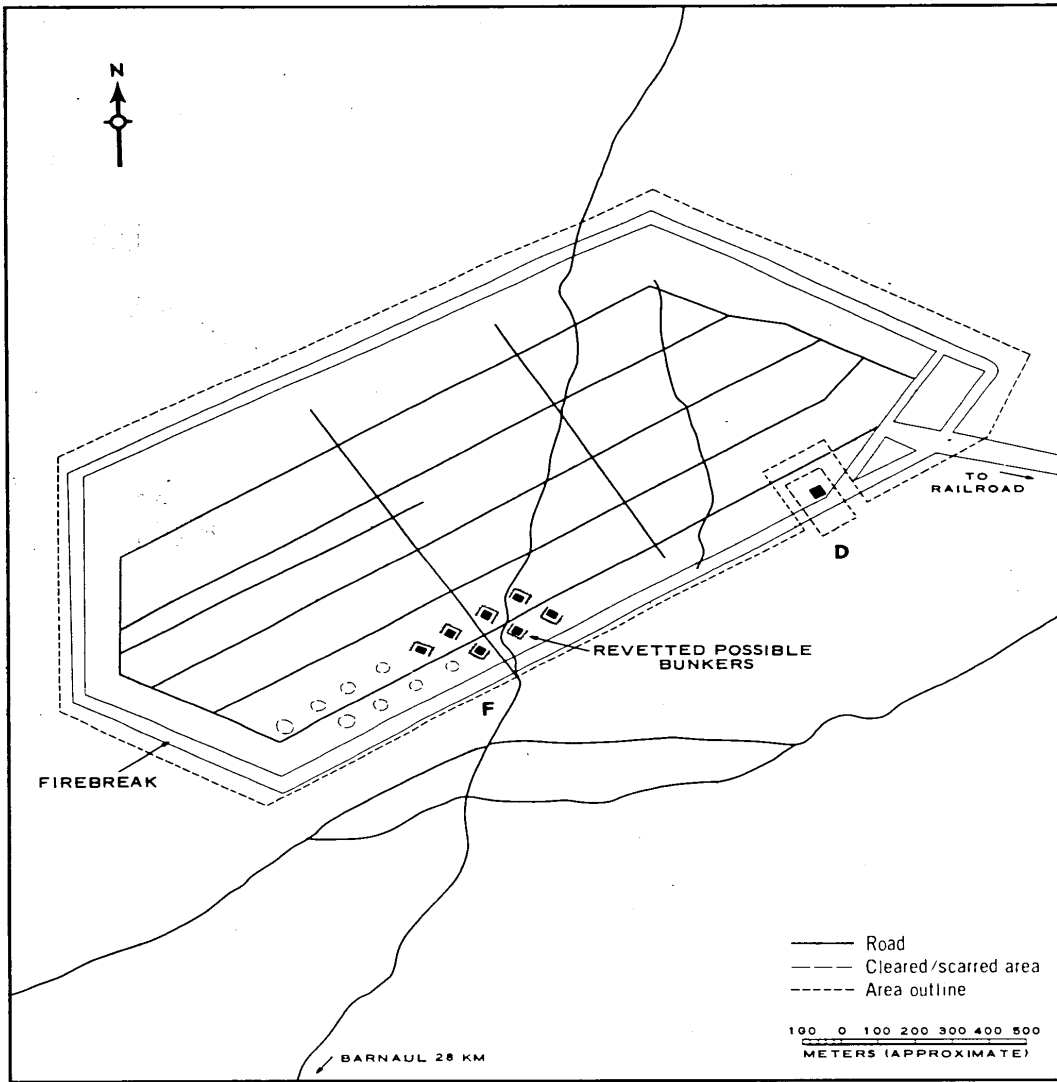 N
TO
RAILROAD
D
REVETTED POSSIBLE
BUNKERS
F
FIREBREAK
Road
Cleared/scarred area
Area outline
100 0 100 200 300 400 500
METERS (APPROXIMATE)
BARNAUL 28 KM